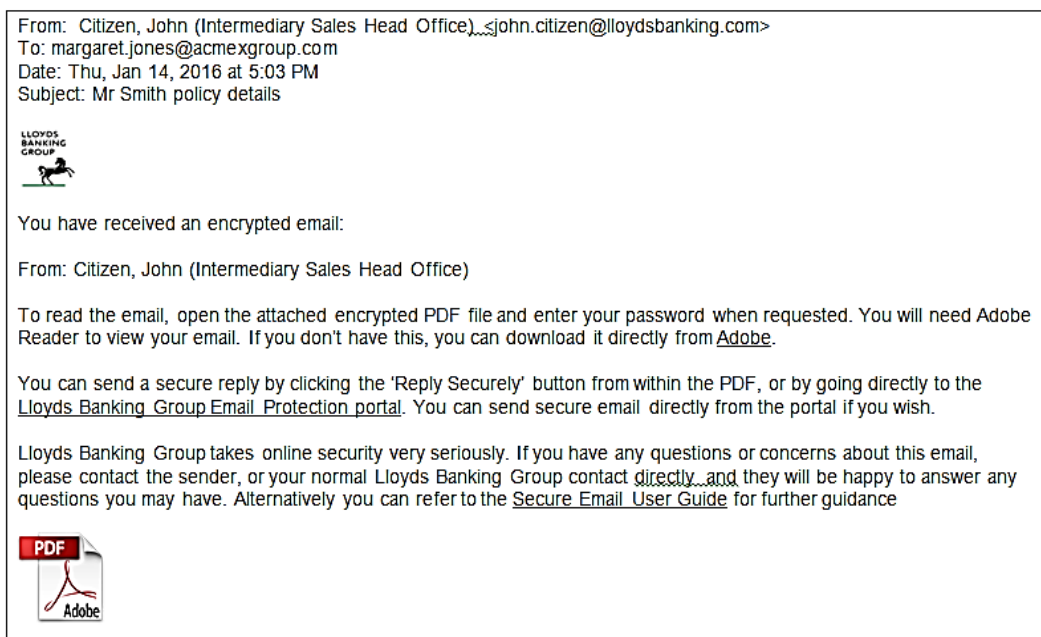 From: Citizen, John (Intermediary Sales Head Office) <john.citizen@lloydsbanking.com>
To: margaret.jones@acmexgroup.com
Date: Thu, Jan 14, 2016 at 5:03 PM
Subject: Mr Smith policy details
LLOYDS
BANKING
GROUP
You have received an encrypted email:
From: Citizen, John (Intermediary Sales Head Office)
To read the email, open the attached encrypted PDF file and enter your password when requested. You will need Adobe
Reader to view your email. If you don't have this, you can download it directly from Adobe.
You can send a secure reply by clicking the 'Reply Securely' button from within the PDF, or by going directly to the
Lloyds Banking Group Email Protection portal. You can send secure email directly from the portal if you wish.
Lloyds Banking Group takes online security very seriously. If you have any questions or concerns about this email,
please contact the sender, or your normal Lloyds Banking Group contact directly and they will be happy to answer any
questions you may have. Alternatively you can refer to the Secure Email User Guide for further guidance
PDF
Adobe